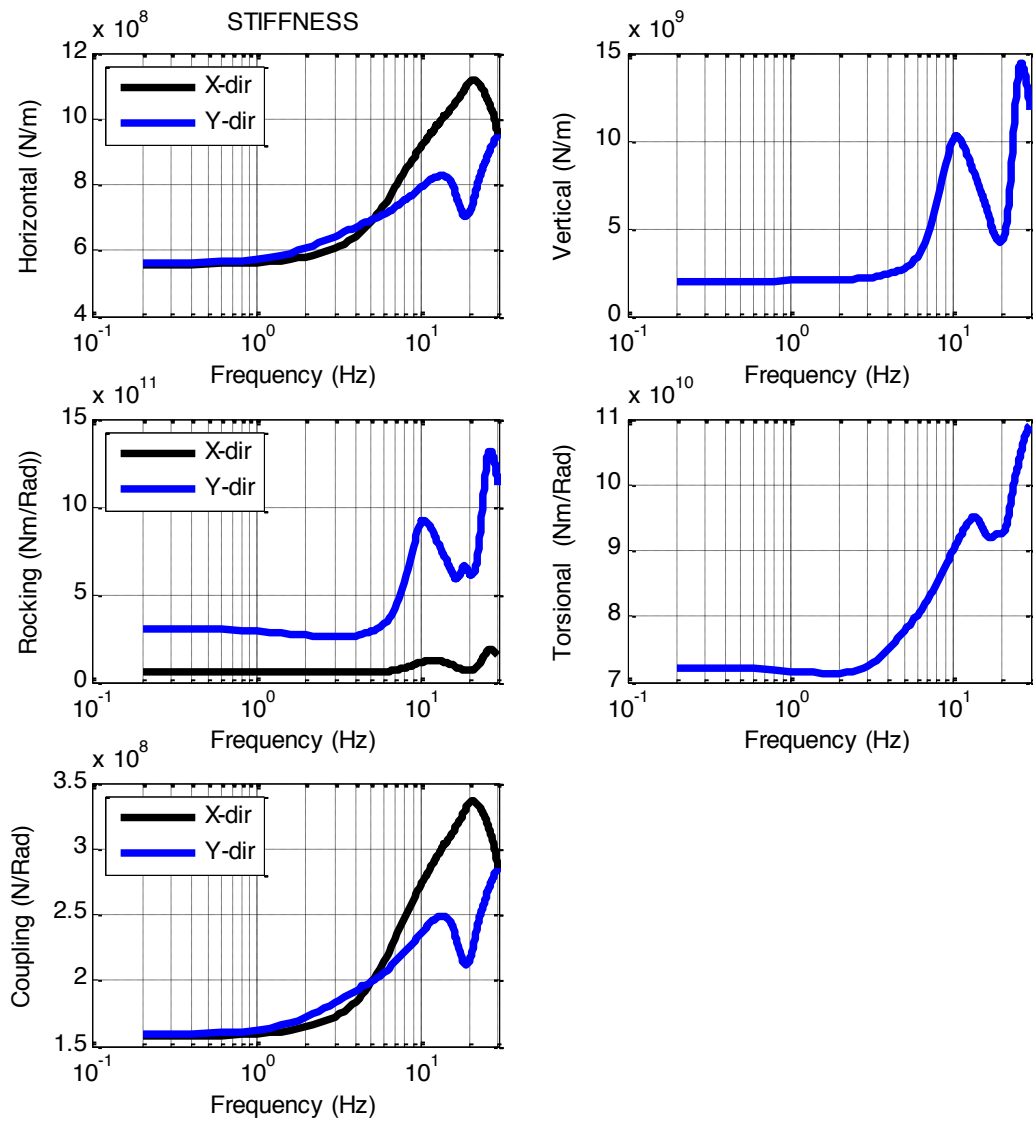 STIFFNESS
x 10^8
12
10
8
6
4
Horizontal (N/m)
X-dir
Y-dir
10^-1
10^0
10^1
Frequency (Hz)
x 10^9
15
10
5
0
Vertical (N/m)
10^-1
10^0
10^1
Frequency (Hz)
x 10^11
15
10
5
0
Rocking (Nm/Rad))
X-dir
Y-dir
10^-1
10^0
10^1
Frequency (Hz)
x 10^10
11
10
9
8
7
Torsional (Nm/Rad)
10^-1
10^0
10^1
Frequency (Hz)
x 10^8
3.5
3
2.5
2
1.5
Coupling (N/Rad)
X-dir
Y-dir
10^-1
10^0
10^1
Frequency (Hz)